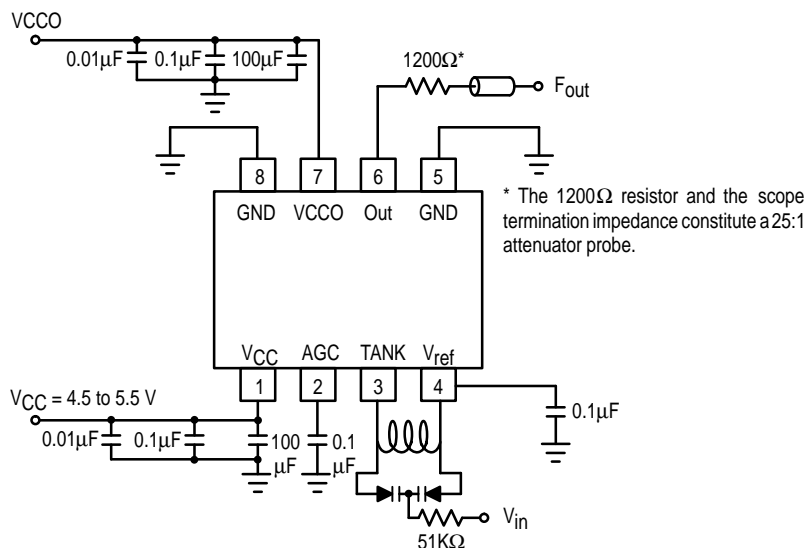 VCCO
0.01μF
0.1μF
100μF
1200Ω*
Fout
8
7
6
5
GND
VCCO
Out
GND
* The 1200Ω resistor and the scope
termination impedance constitute a 25:1
attenuator probe.
VCC
AGC
TANK
Vref
1
2
3
4
VCC = 4.5 to 5.5 V
0.01μF
0.1μF
100
μF
0.1
μF
0.1μF
Vin
51KΩ